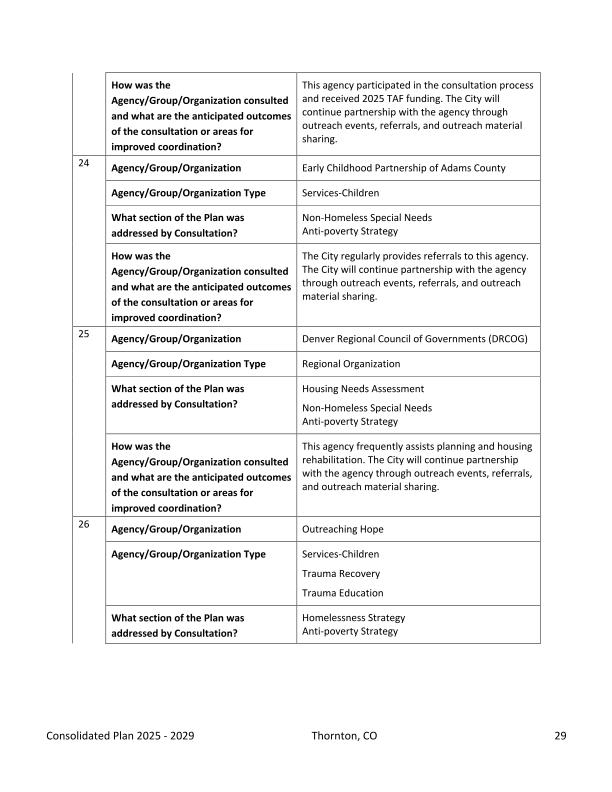 How was the
Agency/Group/Organization consulted
and what are the anticipated outcomes
of the consultation or areas for
improved coordination?
This agency participated in the consultation process
and received 2025 TAF funding. The City will
continue partnership with the agency through
outreach events, referrals, and outreach material
sharing.
24
Agency/Group/Organization
Early Childhood Partnership of Adams County
Agency/Group/Organization Type
Services-Children
What section of the Plan was
addressed by Consultation?
Non-Homeless Special Needs
Anti-poverty Strategy
How was the
Agency/Group/Organization consulted
and what are the anticipated outcomes
of the consultation or areas for
improved coordination?
The City regularly provides referrals to this agency.
The City will continue partnership with the agency
through outreach events, referrals, and outreach
material sharing.
25
Agency/Group/Organization
Denver Regional Council of Governments (DRCOG)
Agency/Group/Organization Type
Regional Organization
What section of the Plan was
addressed by Consultation?
Housing Needs Assessment
Non-Homeless Special Needs
Anti-poverty Strategy
How was the
Agency/Group/Organization consulted
and what are the anticipated outcomes
of the consultation or areas for
improved coordination?
This agency frequently assists planning and housing
rehabilitation. The City will continue partnership
with the agency through outreach events, referrals,
and outreach material sharing.
26
Agency/Group/Organization
Outreaching Hope
Agency/Group/Organization Type
Services-Children
Trauma Recovery
Trauma Education
What section of the Plan was
addressed by Consultation?
Homelessness Strategy
Anti-poverty Strategy
Consolidated Plan 2025 - 2029
Thornton, CO
29